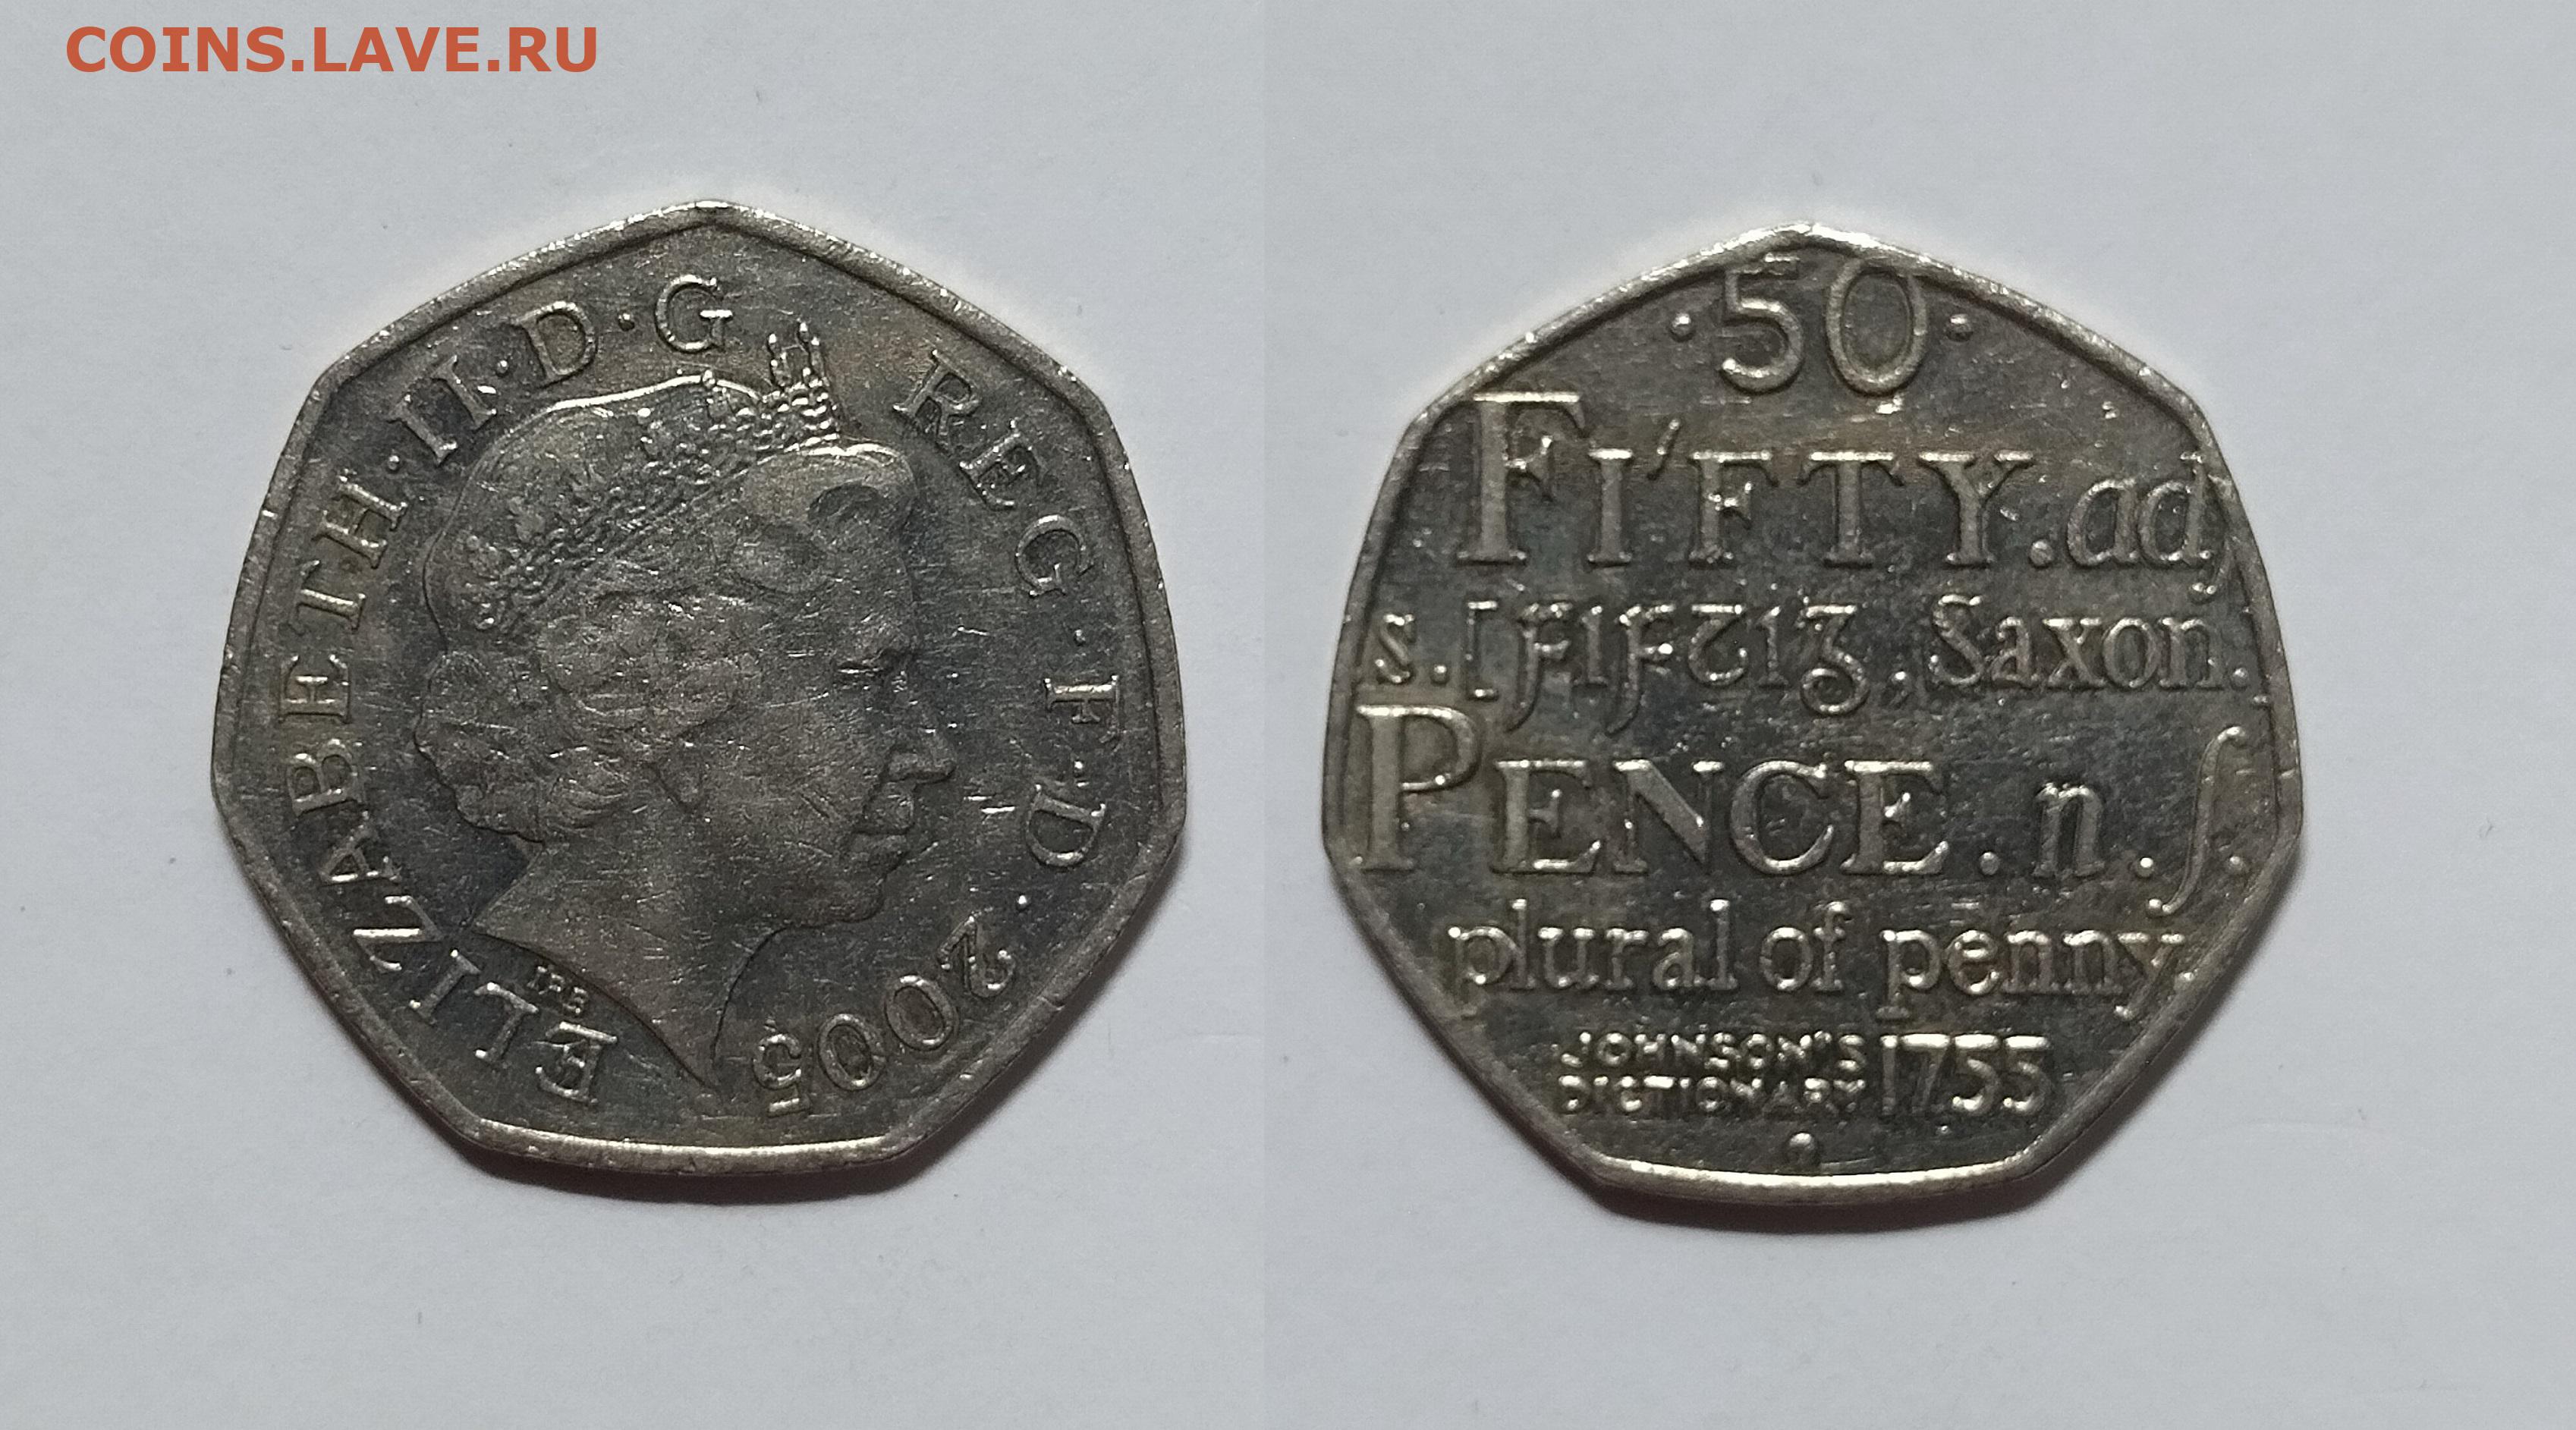 COINS.LAVE.RU
ELIZABETH·II·D·G REG·F·D·2005
IRB
·50·
FI'FTY.adj
s.[ꝼıꝼꞇıᵹ, Saxon.]
PENCE.n.ſ.
plural of penny
JOHNSON'S
DICTIONARY 1755